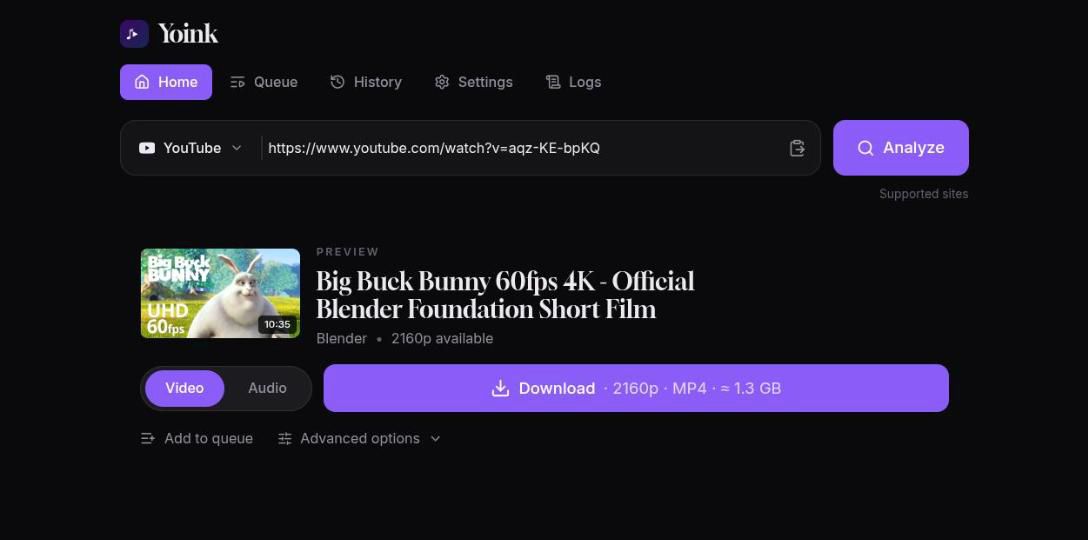 Yoink
Home Queue History Settings Logs
YouTube https://www.youtube.com/watch?v=aqz-KE-bpKQ Analyze
Supported sites
Big Buck
BUNNY
UHD
60fps
10:35
PREVIEW
Big Buck Bunny 60fps 4K - Official
Blender Foundation Short Film
Blender • 2160p available
Video Audio Download · 2160p · MP4 · ≈ 1.3 GB
Add to queue Advanced options